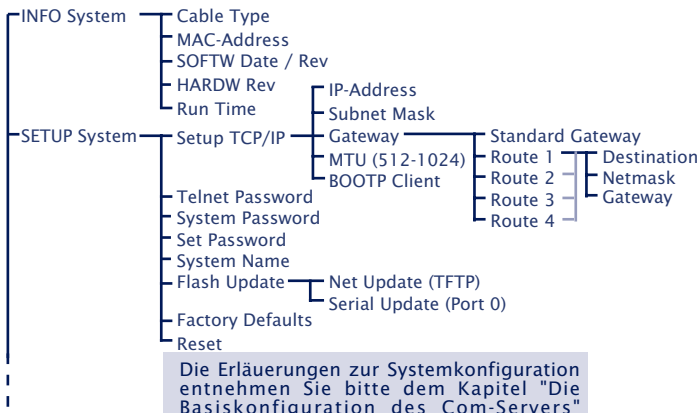 INFO System
Cable Type
MAC-Address
SOFTW Date / Rev
HARDW Rev
Run Time
SETUP System
Setup TCP/IP
IP-Address
Subnet Mask
Gateway
Standard Gateway
Route 1
Destination
Netmask
Gateway
Route 2
Route 3
Route 4
MTU (512-1024)
BOOTP Client
Telnet Password
System Password
Set Password
System Name
Flash Update
Net Update (TFTP)
Serial Update (Port 0)
Factory Defaults
Reset
Die Erläuerungen zur Systemkonfiguration
entnehmen Sie bitte dem Kapitel "Die
Basiskonfiguration des Com-Servers"